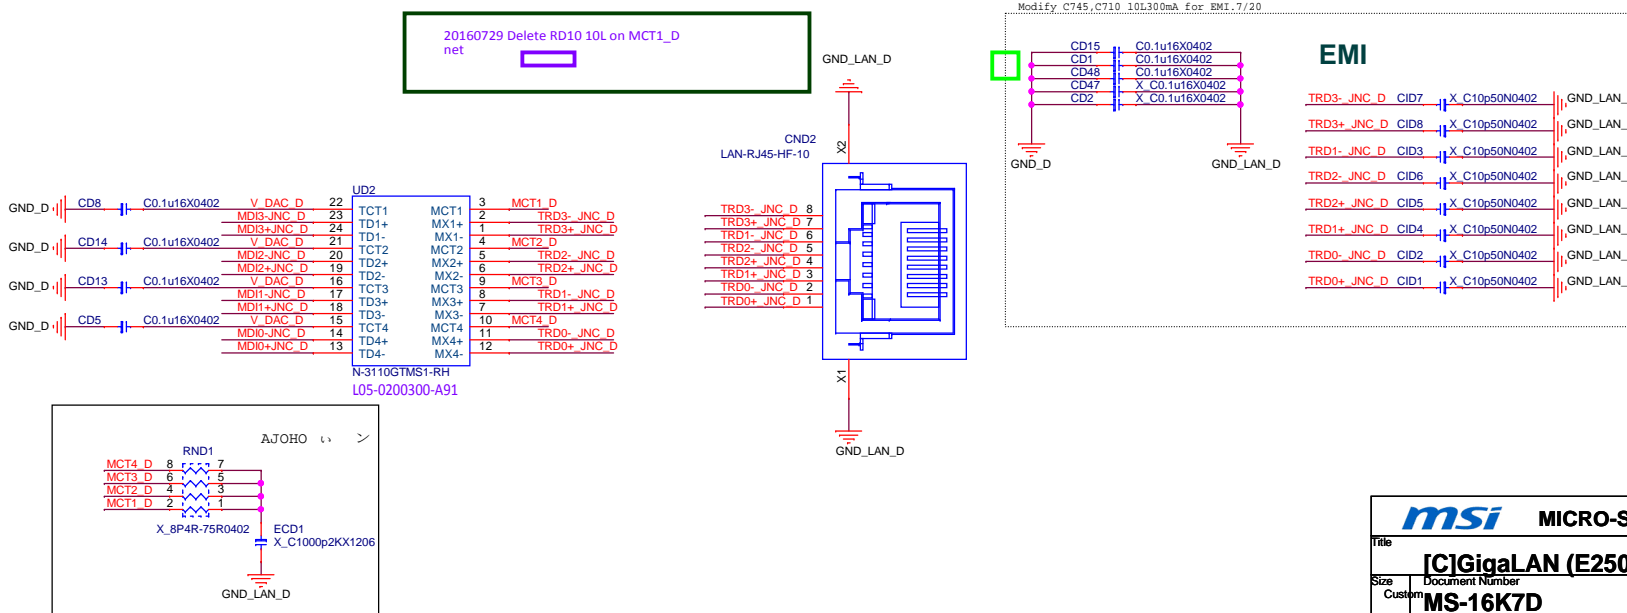 Modify C745,C710 10L300mA for EMI.7/20
20160729 Delete RD10 10L on MCT1_D
net
GND_LAN_D
X2
CND2
LAN-RJ45-HF-10
TRD3-_JNC_D 8
TRD3+_JNC_D 7
TRD1-_JNC_D 6
TRD2-_JNC_D 5
TRD2+_JNC_D 4
TRD1+_JNC_D 3
TRD0-_JNC_D 2
TRD0+_JNC_D 1
X1
GND_LAN_D
CD15 C0.1u16X0402
CD1 C0.1u16X0402
CD48 C0.1u16X0402
CD47 X_C0.1u16X0402
CD2 X_C0.1u16X0402
GND_D
GND_LAN_D
EMI
TRD3-_JNC_D CID7 X_C10p50N0402 GND_LAN_
TRD3+_JNC_D CID8 X_C10p50N0402 GND_LAN_
TRD1-_JNC_D CID3 X_C10p50N0402 GND_LAN_
TRD2-_JNC_D CID6 X_C10p50N0402 GND_LAN_
TRD2+_JNC_D CID5 X_C10p50N0402 GND_LAN_
TRD1+_JNC_D CID4 X_C10p50N0402 GND_LAN_
TRD0-_JNC_D CID2 X_C10p50N0402 GND_LAN_
TRD0+_JNC_D CID1 X_C10p50N0402 GND_LAN_
UD2
GND_D CD8 C0.1u16X0402 V_DAC_D 22 TCT1 MCT1 3 MCT1_D
MDI3-JNC_D 23 TD1+ MX1+ 2 TRD3-_JNC_D
MDI3+JNC_D 24 TD1- MX1- 1 TRD3+_JNC_D
GND_D CD14 C0.1u16X0402 V_DAC_D 21 TCT2 MCT2 4 MCT2_D
MDI2-JNC_D 20 TD2+ MX2+ 5 TRD2-_JNC_D
MDI2+JNC_D 19 TD2- MX2- 6 TRD2+_JNC_D
GND_D CD13 C0.1u16X0402 V_DAC_D 16 TCT3 MCT3 9 MCT3_D
MDI1-JNC_D 17 TD3+ MX3+ 8 TRD1-_JNC_D
MDI1+JNC_D 18 TD3- MX3- 7 TRD1+_JNC_D
GND_D CD5 C0.1u16X0402 V_DAC_D 15 TCT4 MCT4 10 MCT4_D
MDI0-JNC_D 14 TD4+ MX4+ 11 TRD0-_JNC_D
MDI0+JNC_D 13 TD4- MX4- 12 TRD0+_JNC_D
N-3110GTMS1-RH
L05-0200300-A91
AJOHO ぃ ン
RND1
MCT4_D 8 7
MCT3_D 6 5
MCT2_D 4 3
MCT1_D 2 1
X_8P4R-75R0402
ECD1
X_C1000p2KX1206
GND_LAN_D
msi MICRO-S
Title
[C]GigaLAN (E250
Size Document Number
Custom MS-16K7D